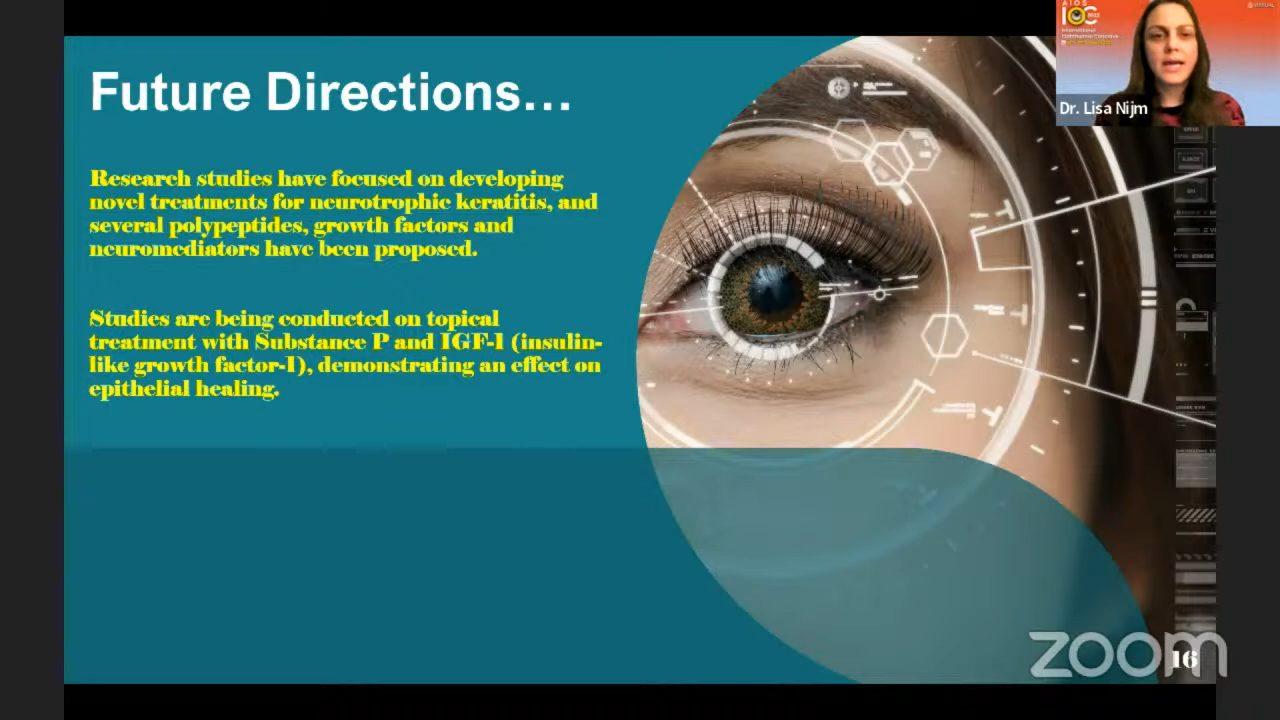 Future Directions…
Research studies have focused on developing
novel treatments for neurotrophic keratitis, and
several polypeptides, growth factors and
neuromediators have been proposed.
Studies are being conducted on topical
treatment with Substance P and IGF-1 (insulin-
like growth factor-1), demonstrating an effect on
epithelial healing.
AIOS
Dr. Lisa Nijm
zoom
16